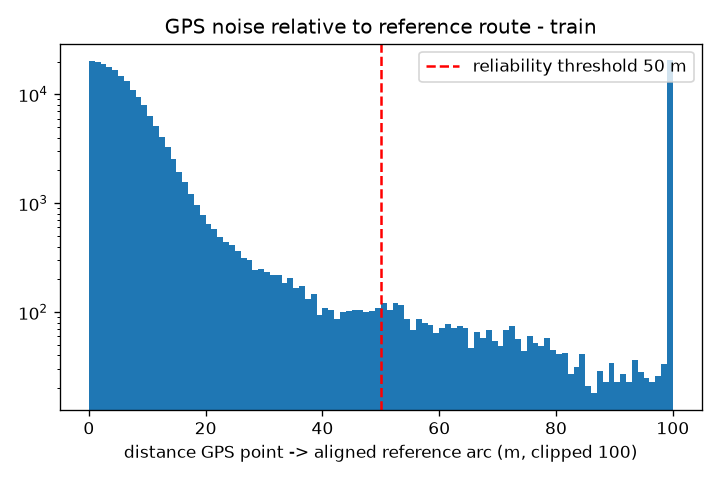 GPS noise relative to reference route - train
reliability threshold 50 m
10^4
10^3
10^2
0 20 40 60 80 100
distance GPS point -> aligned reference arc (m, clipped 100)